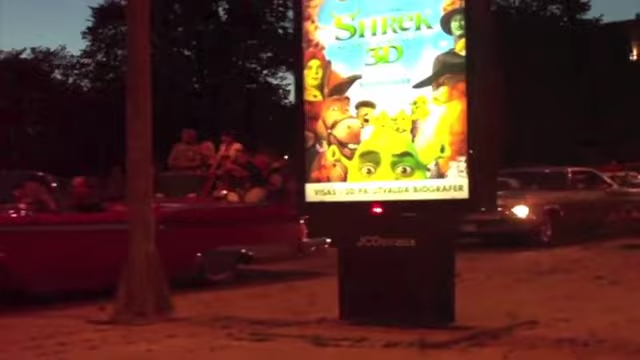 SHREK
3D
VISAS I 3D PÅ UTVALDA BIOGRAFER
JCDecaux